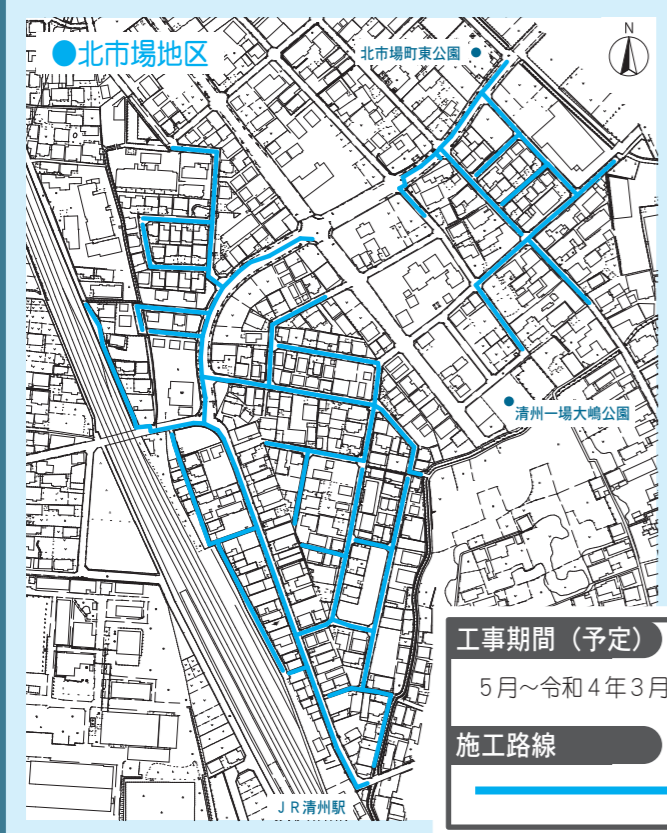 ●北市場地区
北市場町東公園
N
清州一場大嶋公園
工事期間（予定）
5月～令和4年3月
施工路線
JR清州駅